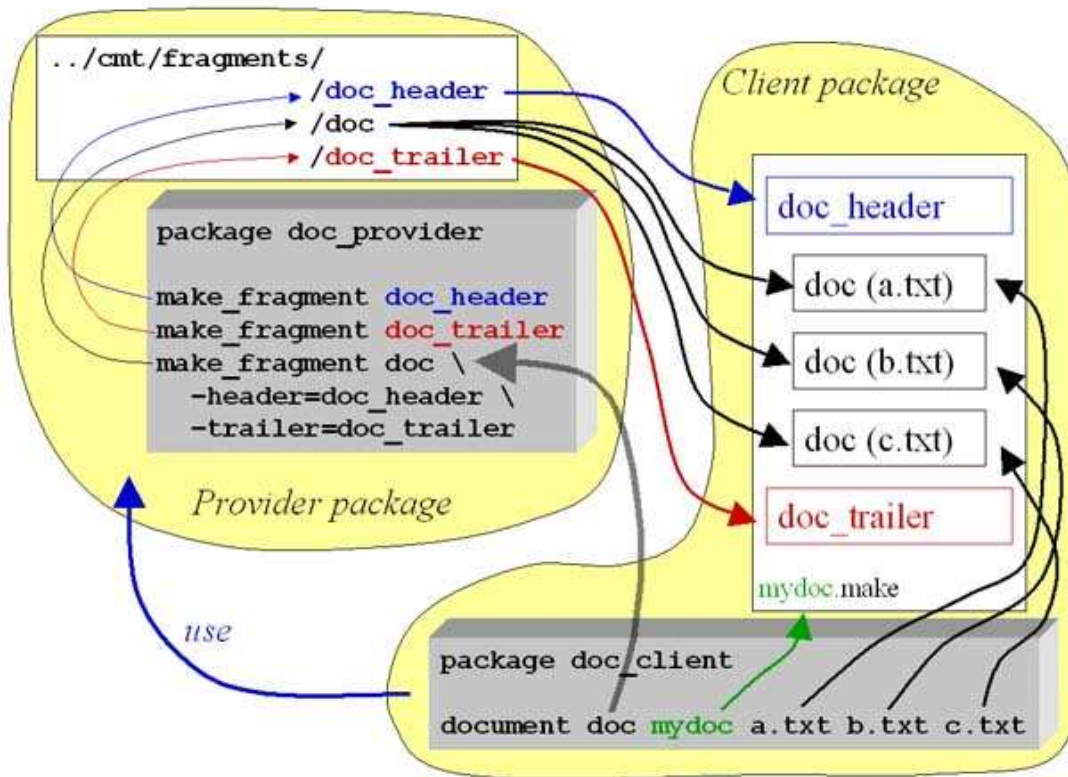 ../cmt/fragments/
/doc_header
/doc
/doc_trailer
package doc_provider
make_fragment doc_header
make_fragment doc_trailer
make_fragment doc \
-header=doc_header \
-trailer=doc_trailer
Provider package
use
Client package
doc_header
doc (a.txt)
doc (b.txt)
doc (c.txt)
doc_trailer
mydoc.make
package doc_client
document doc mydoc a.txt b.txt c.txt